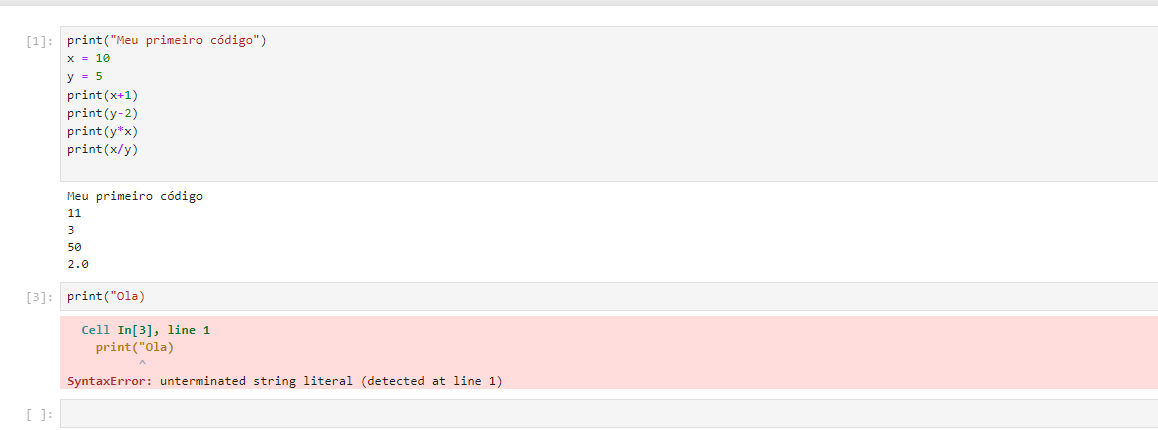 [1]: print("Meu primeiro código")
x = 10
y = 5
print(x+1)
print(y-2)
print(y*x)
print(x/y)
Meu primeiro código
11
3
50
2.0
[3]: print("Ola)
Cell In[3], line 1
print("Ola)
^
SyntaxError: unterminated string literal (detected at line 1)
[ ]: